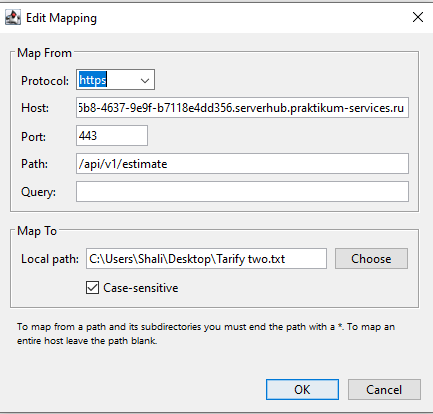 Edit Mapping
Map From
Protocol: https
Host: 5b8-4637-9e9f-b7118e4dd356.serverhub.praktikum-services.ru
Port: 443
Path: /api/v1/estimate
Query:
Map To
Local path: C:\Users\Shali\Desktop\Tarify two.txt Choose
Case-sensitive
To map from a path and its subdirectories you must end the path with a *. To map an
entire host leave the path blank.
OK Cancel